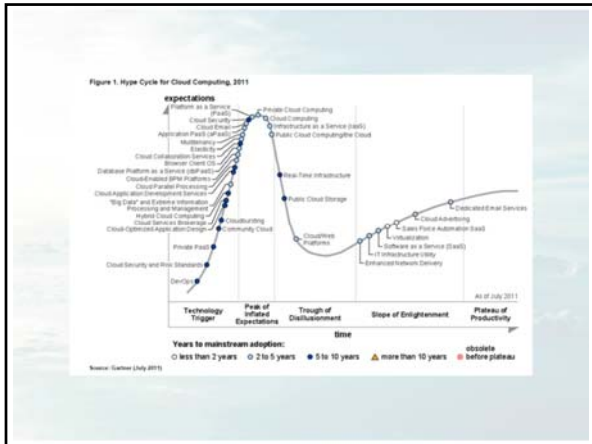 Figure 1. Hype Cycle for Cloud Computing, 2011
expectations
Platform as a Service
(PaaS)
Cloud Security
Cloud Email
Application PaaS (aPaaS)
Multitenancy
Elasticity
Cloud Collaboration Services
Browser Client OS
Database Platform as a Service (dbPaaS)
Cloud-Enabled BPM Platforms
Cloud Parallel Processing
Cloud Application Development Services
"Big Data" and Extreme Information
Processing and Management
Hybrid Cloud Computing
Cloud Services Brokerage
Cloud-Optimized Application Design
Private PaaS
Cloud Security and Risk Standards
DevOps
Cloudbursting
Community Cloud
Private Cloud Computing
Cloud Computing
Infrastructure as a Service (IaaS)
Public Cloud Computing/the Cloud
Real-Time Infrastructure
Public Cloud Storage
Cloud/Web
Platforms
Dedicated Email Services
Cloud Advertising
Sales Force Automation SaaS
Virtualization
Software as a Service (SaaS)
IT Infrastructure Utility
Enhanced Network Delivery
As of July 2011
Technology
Trigger
Peak of
Inflated
Expectations
Trough of
Disillusionment
Slope of Enlightenment
Plateau of
Productivity
time
Years to mainstream adoption:
less than 2 years
2 to 5 years
5 to 10 years
more than 10 years
obsolete
before plateau
Source: Gartner (July 2011)